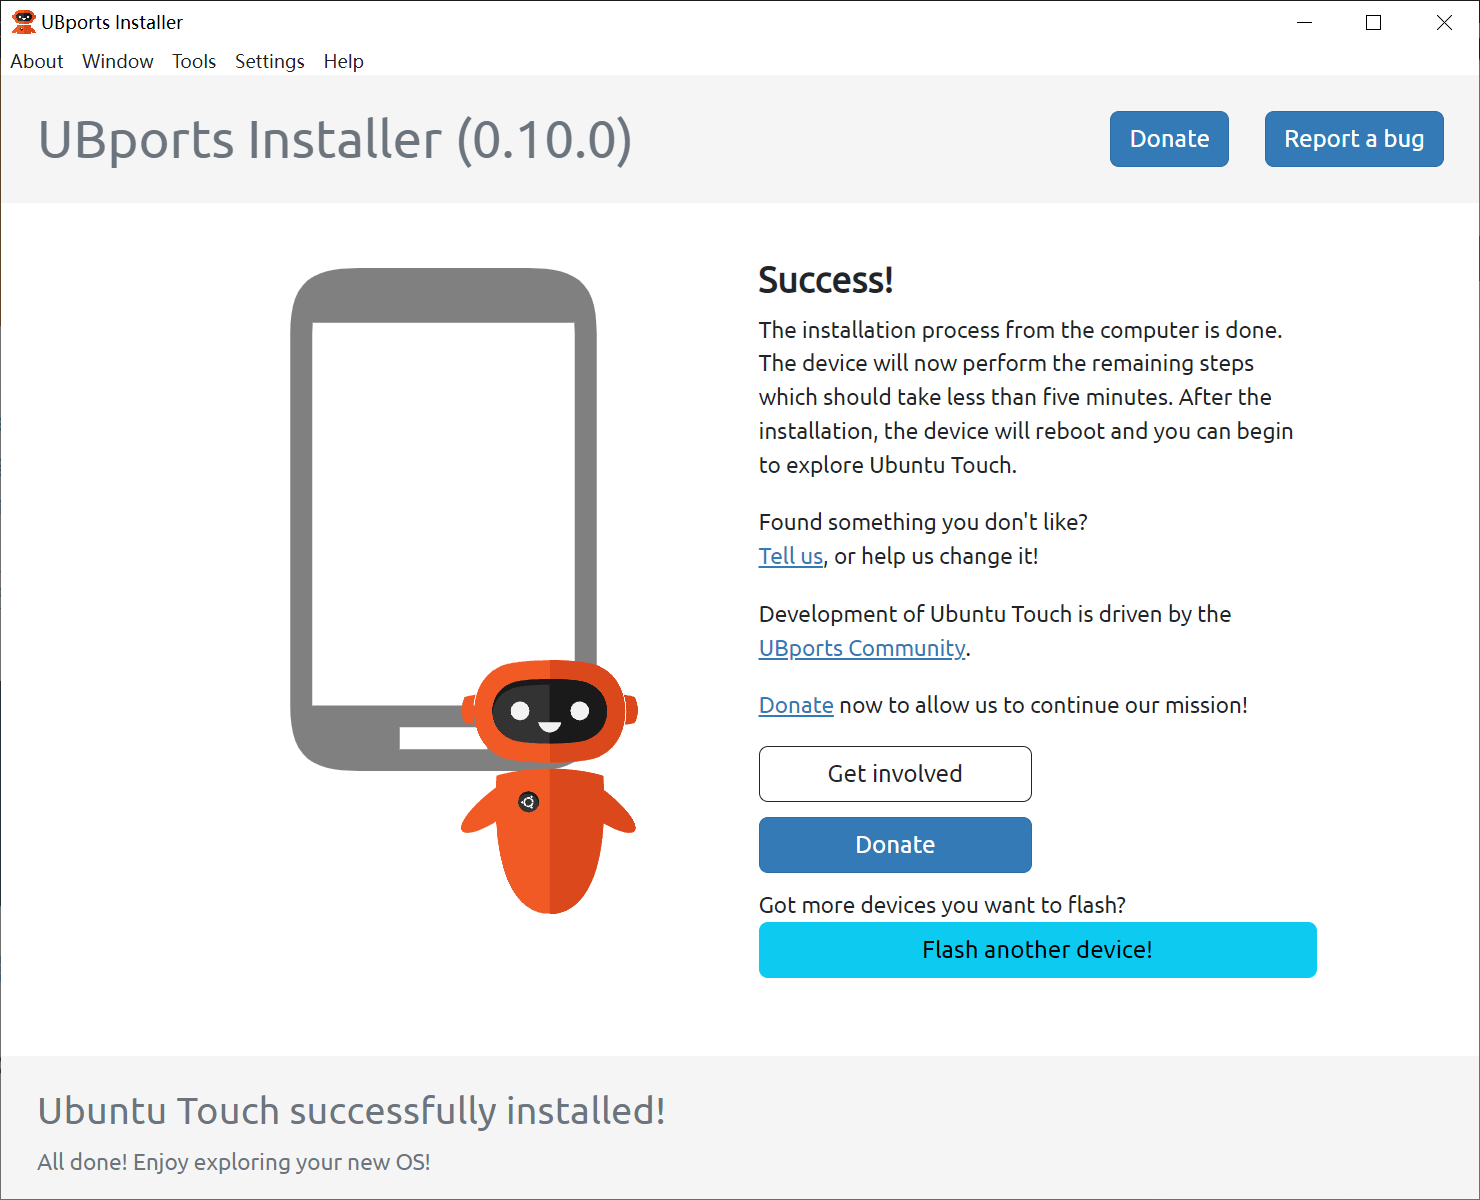 UBports Installer
About Window Tools Settings Help
UBports Installer (0.10.0)
Donate
Report a bug
Success!
The installation process from the computer is done.
The device will now perform the remaining steps
which should take less than five minutes. After the
installation, the device will reboot and you can begin
to explore Ubuntu Touch.
Found something you don't like?
Tell us, or help us change it!
Development of Ubuntu Touch is driven by the
UBports Community.
Donate now to allow us to continue our mission!
Get involved
Donate
Got more devices you want to flash?
Flash another device!
Ubuntu Touch successfully installed!
All done! Enjoy exploring your new OS!